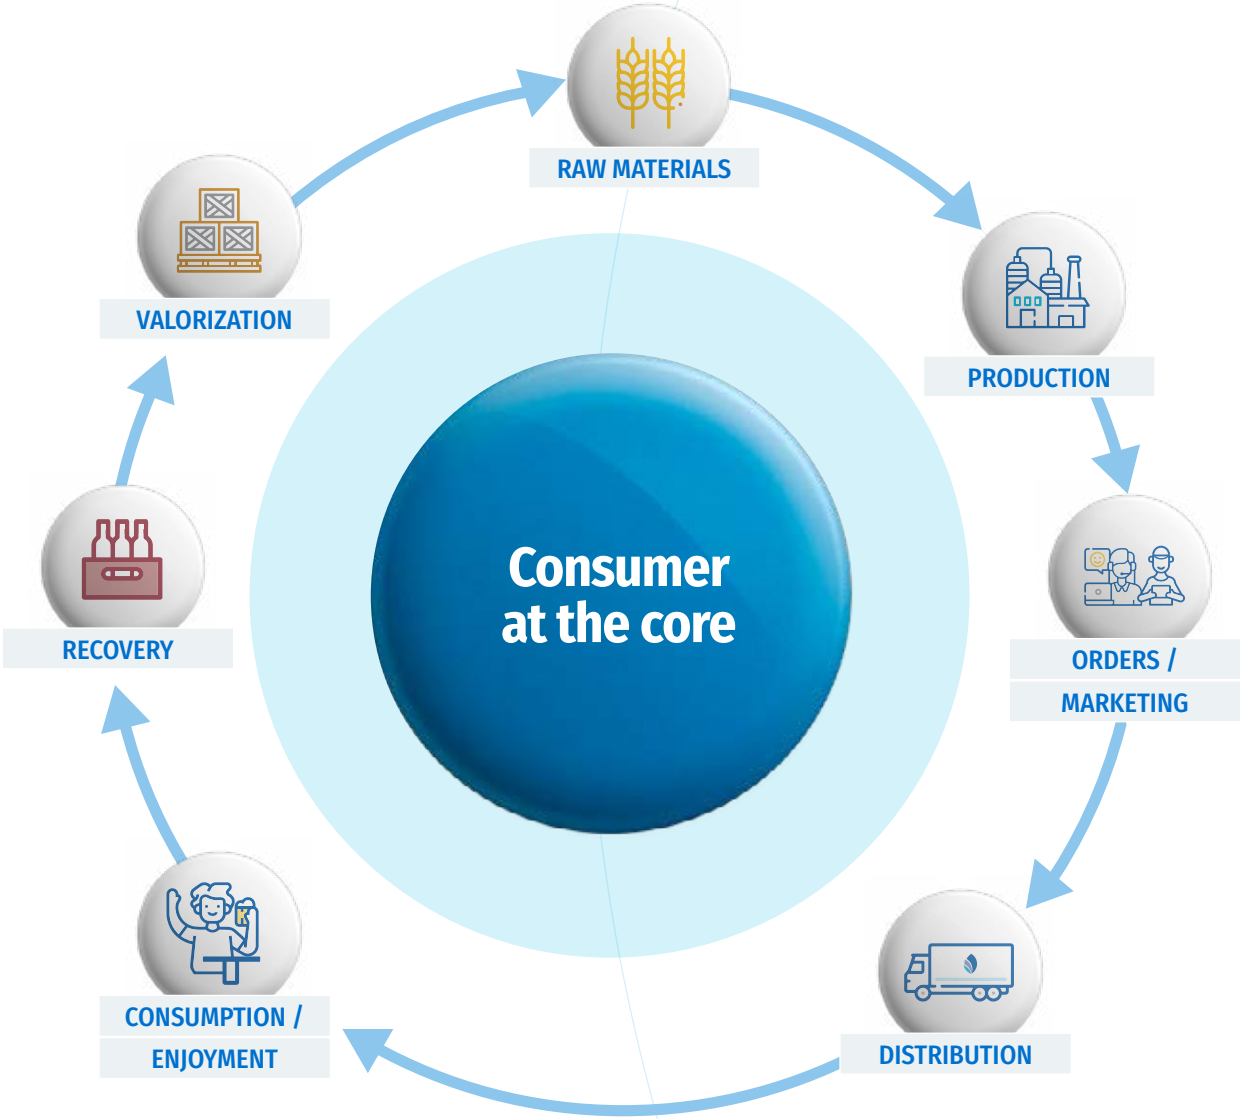 RAW MATERIALS
PRODUCTION
ORDERS /
MARKETING
DISTRIBUTION
CONSUMPTION /
ENJOYMENT
RECOVERY
VALORIZATION
Consumer
at the core